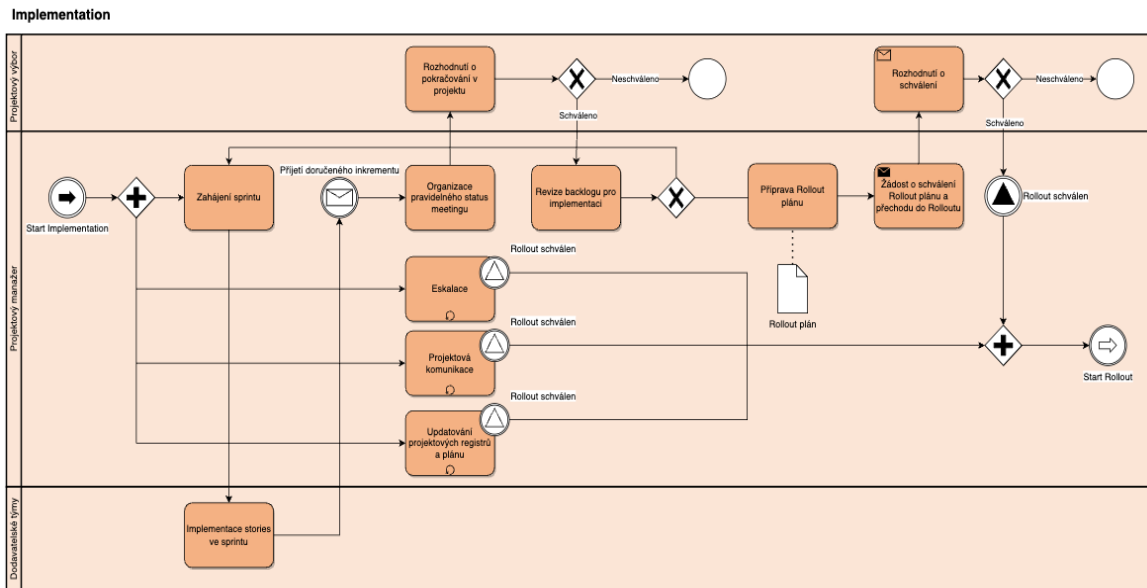 Implementation
Projektový výbor
Rozhodnutí o
pokračování v
projektu
Neschváleno
Schváleno
Rozhodnutí o
schválení
Neschváleno
Schváleno
Projektový manažer
Start Implementation
Zahájení sprintu
Příjetí doručeného inkrementu
Organizace
pravidelného status
meetingu
Revize backlogu pro
implementaci
Příprava Rollout
plánu
Rollout plán
Žádost o schválení
Rollout plánu a
přechodu do Rolloutu
Rollout schválen
Rollout schválen
Eskalace
Rollout schválen
Projektová
komunikace
Rollout schválen
Updatování
projektových registrů
a plánu
Start Rollout
Dodavatelské týmy
Implementace stories
ve sprintu